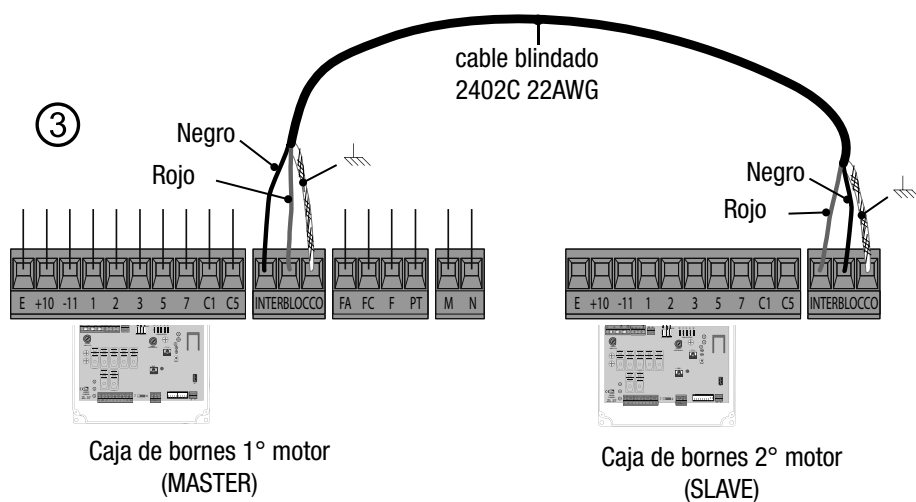 cable blindado
2402C 22AWG
3
Negro
Rojo
Negro
Rojo
E +10 -11 1 2 3 5 7 C1 C5 INTERBLOCCO FA FC F PT M N
E +10 -11 1 2 3 5 7 C1 C5 INTERBLOCCO
Caja de bornes 1° motor
(MASTER)
Caja de bornes 2° motor
(SLAVE)